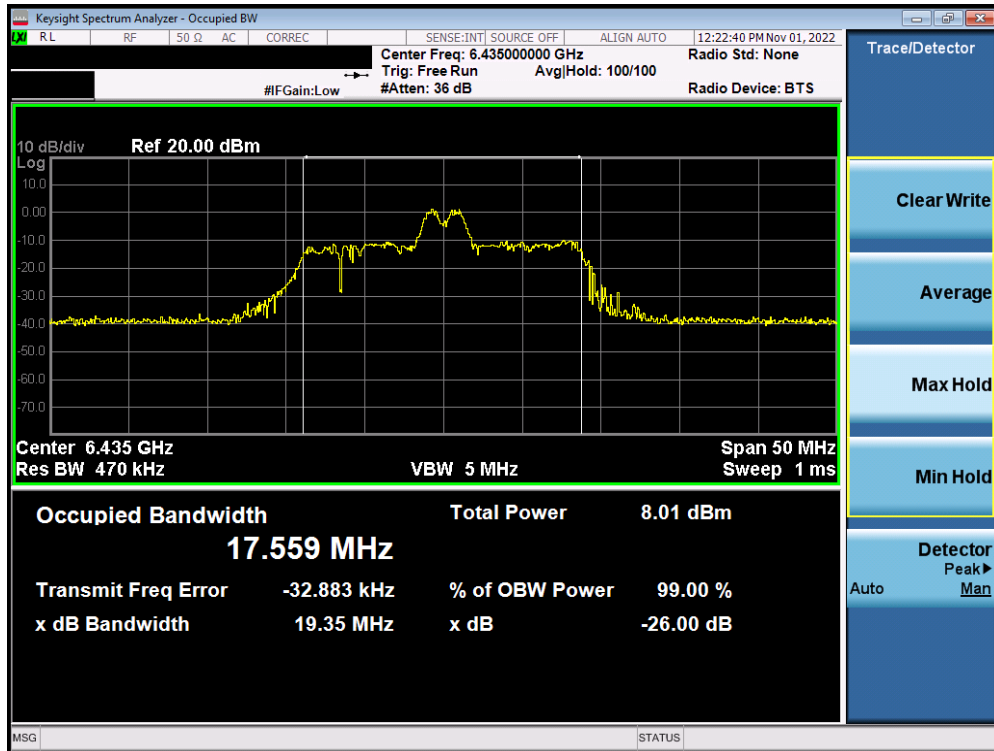 Keysight Spectrum Analyzer - Occupied BW
LXI RL RF 50 Ω AC CORREC SENSE:INT SOURCE OFF ALIGN AUTO 12:22:40 PM Nov 01, 2022
Center Freq: 6.435000000 GHz Radio Std: None
Trig: Free Run Avg|Hold: 100/100
#IFGain:Low #Atten: 36 dB Radio Device: BTS
10 dB/div Ref 20.00 dBm
Log
10.0
0.00
-10.0
-20.0
-30.0
-40.0
-50.0
-60.0
-70.0
Center 6.435 GHz Span 50 MHz
Res BW 470 kHz VBW 5 MHz Sweep 1 ms
Occupied Bandwidth Total Power 8.01 dBm
17.559 MHz
Transmit Freq Error -32.883 kHz % of OBW Power 99.00 %
x dB Bandwidth 19.35 MHz x dB -26.00 dB
MSG STATUS
Trace/Detector
Clear Write
Average
Max Hold
Min Hold
Detector
Peak▶
Auto Man